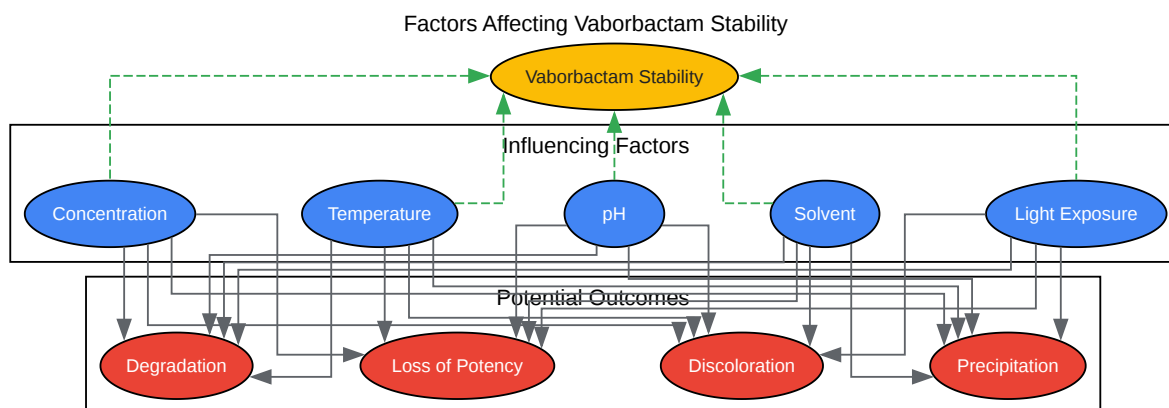 Factors Affecting Vaborbactam Stability
Vaborbactam Stability
Influencing Factors
Concentration
Temperature
pH
Solvent
Light Exposure
Potential Outcomes
Degradation
Loss of Potency
Discoloration
Precipitation